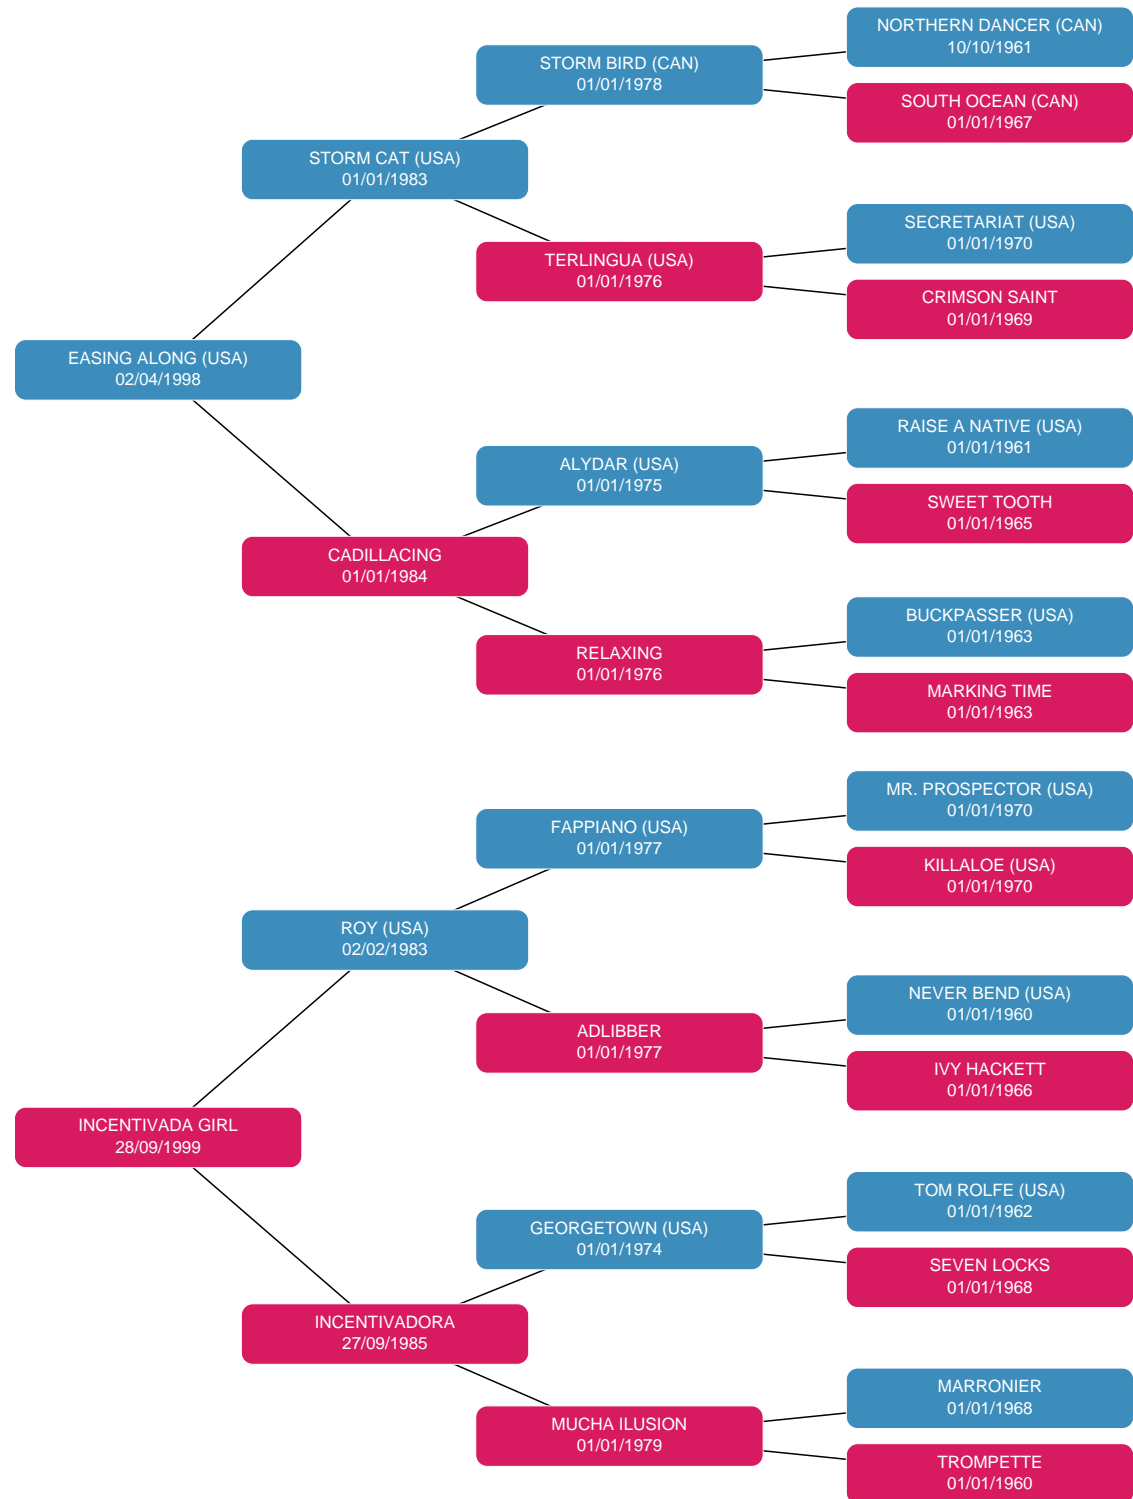 NORTHERN DANCER (CAN)
10/10/1961
STORM BIRD (CAN)
01/01/1978
SOUTH OCEAN (CAN)
01/01/1967
STORM CAT (USA)
01/01/1983
SECRETARIAT (USA)
01/01/1970
TERLINGUA (USA)
01/01/1976
CRIMSON SAINT
01/01/1969
EASING ALONG (USA)
02/04/1998
RAISE A NATIVE (USA)
01/01/1961
ALYDAR (USA)
01/01/1975
SWEET TOOTH
01/01/1965
CADILLACING
01/01/1984
BUCKPASSER (USA)
01/01/1963
RELAXING
01/01/1976
MARKING TIME
01/01/1963
MR. PROSPECTOR (USA)
01/01/1970
FAPPIANO (USA)
01/01/1977
KILLALOE (USA)
01/01/1970
ROY (USA)
02/02/1983
NEVER BEND (USA)
01/01/1960
ADLIBBER
01/01/1977
IVY HACKETT
01/01/1966
INCENTIVADA GIRL
28/09/1999
TOM ROLFE (USA)
01/01/1962
GEORGETOWN (USA)
01/01/1974
SEVEN LOCKS
01/01/1968
INCENTIVADORA
27/09/1985
MARRONIER
01/01/1968
MUCHA ILUSION
01/01/1979
TROMPETTE
01/01/1960